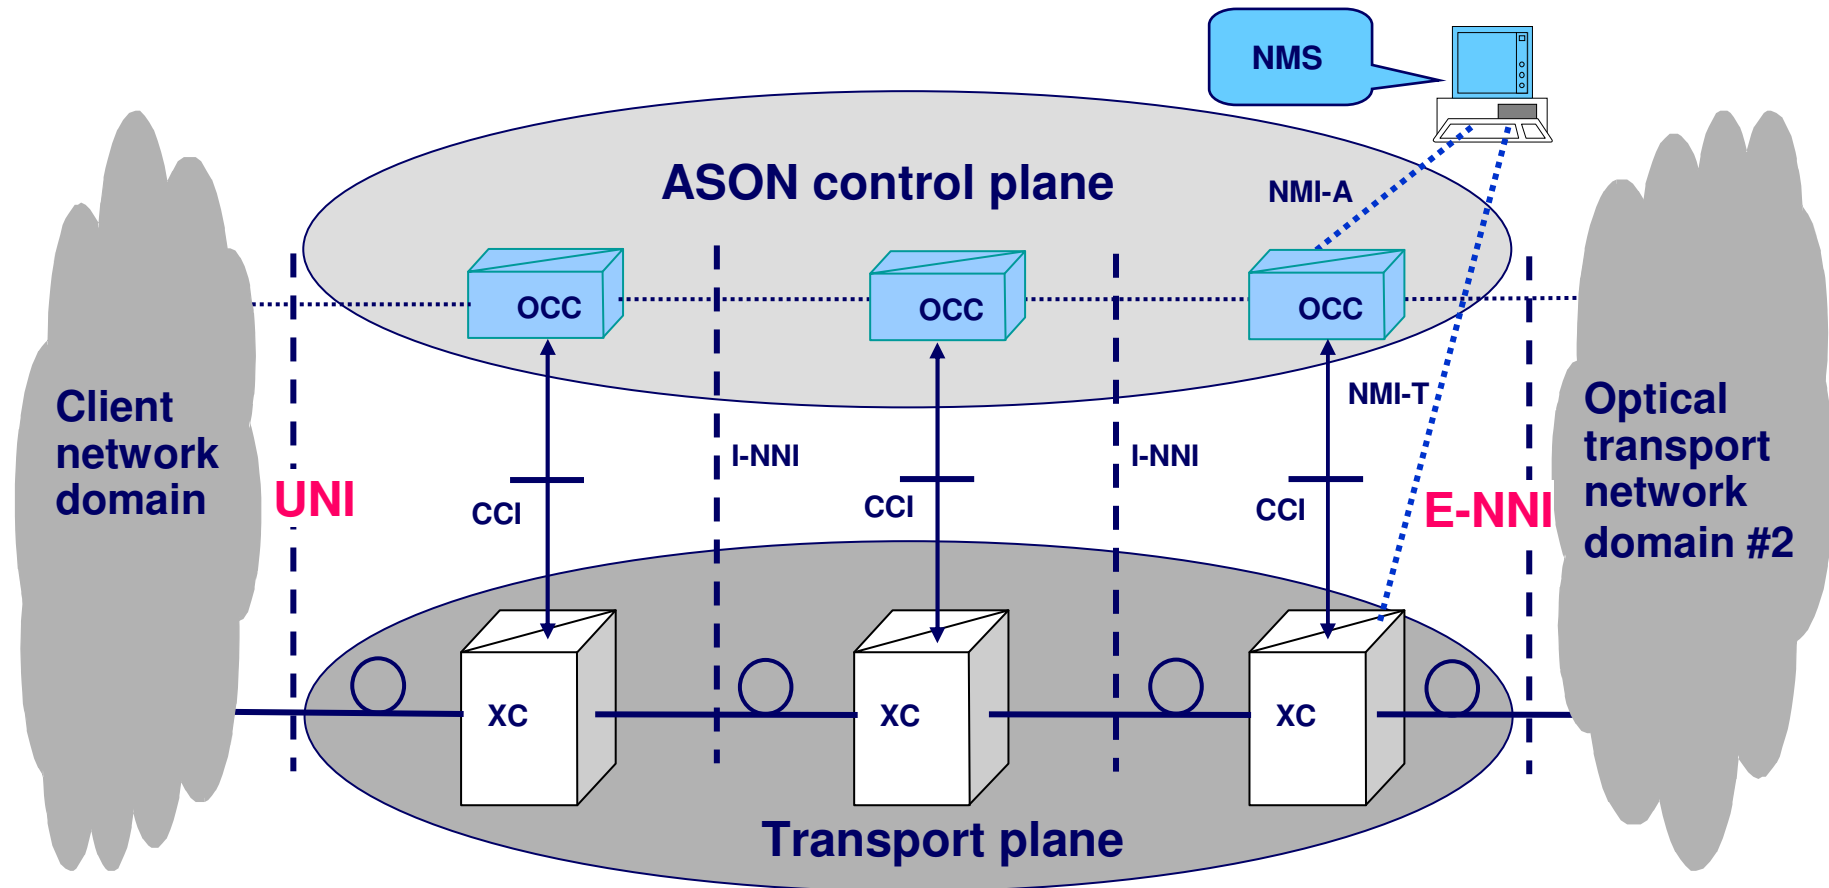 NMS
ASON control plane
NMI-A
OCC
OCC
OCC
Client
network
domain
UNI
CCI
I-NNI
CCI
I-NNI
CCI
NMI-T
E-NNI
Optical
transport
network
domain #2
XC
XC
XC
Transport plane